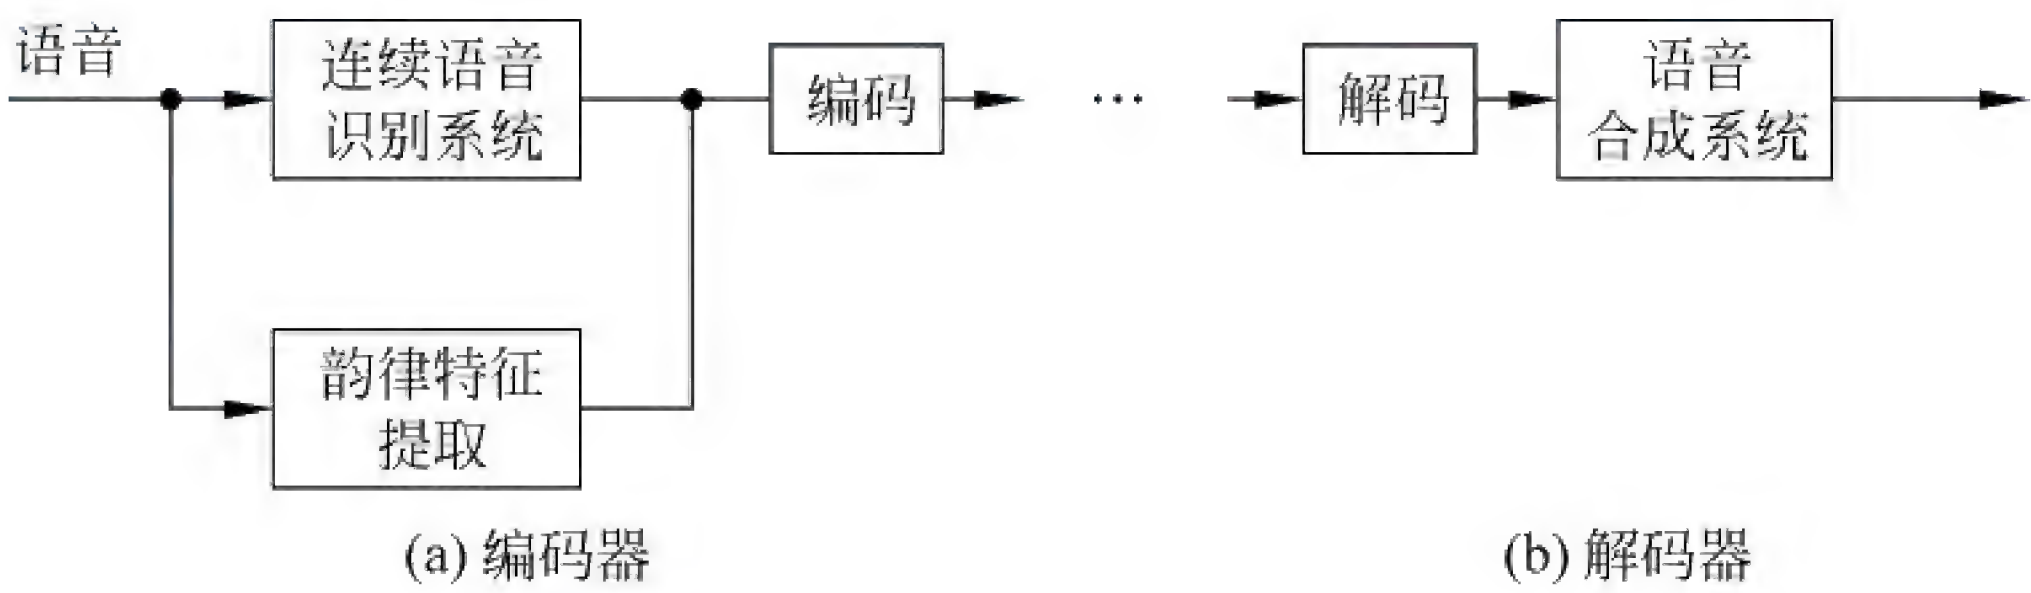 语音
连续语音
识别系统
编码
…
解码
语音
合成系统
韵律特征
提取
(a) 编码器
(b) 解码器